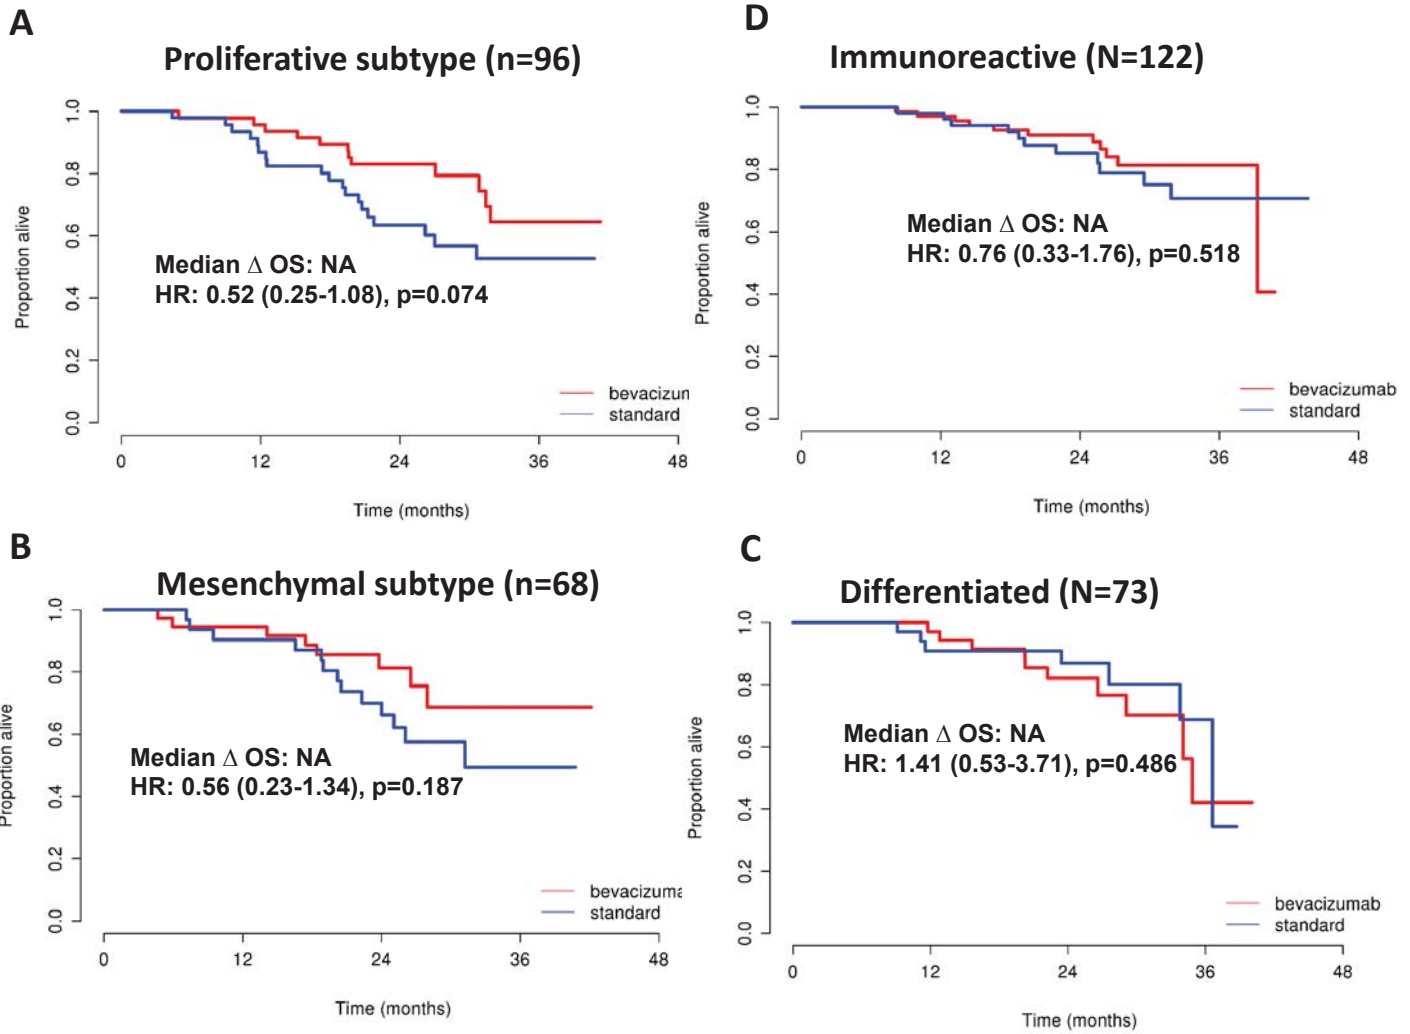 A
Proliferative subtype (n=96)
Proportion alive
1.0
0.8
0.6
0.4
0.2
0.0
Median Δ OS: NA
HR: 0.52 (0.25-1.08), p=0.074
bevacizun
standard
0 12 24 36 48
Time (months)
D
Immunoreactive (N=122)
Proportion alive
1.0
0.8
0.6
0.4
0.2
0.0
Median Δ OS: NA
HR: 0.76 (0.33-1.76), p=0.518
bevacizumab
standard
0 12 24 36 48
Time (months)
B
Mesenchymal subtype (n=68)
Proportion alive
1.0
0.8
0.6
0.4
0.2
0.0
Median Δ OS: NA
HR: 0.56 (0.23-1.34), p=0.187
bevacizuma
standard
0 12 24 36 48
Time (months)
C
Differentiated (N=73)
Proportion alive
1.0
0.8
0.6
0.4
0.2
0.0
Median Δ OS: NA
HR: 1.41 (0.53-3.71), p=0.486
bevacizumab
standard
0 12 24 36 48
Time (months)